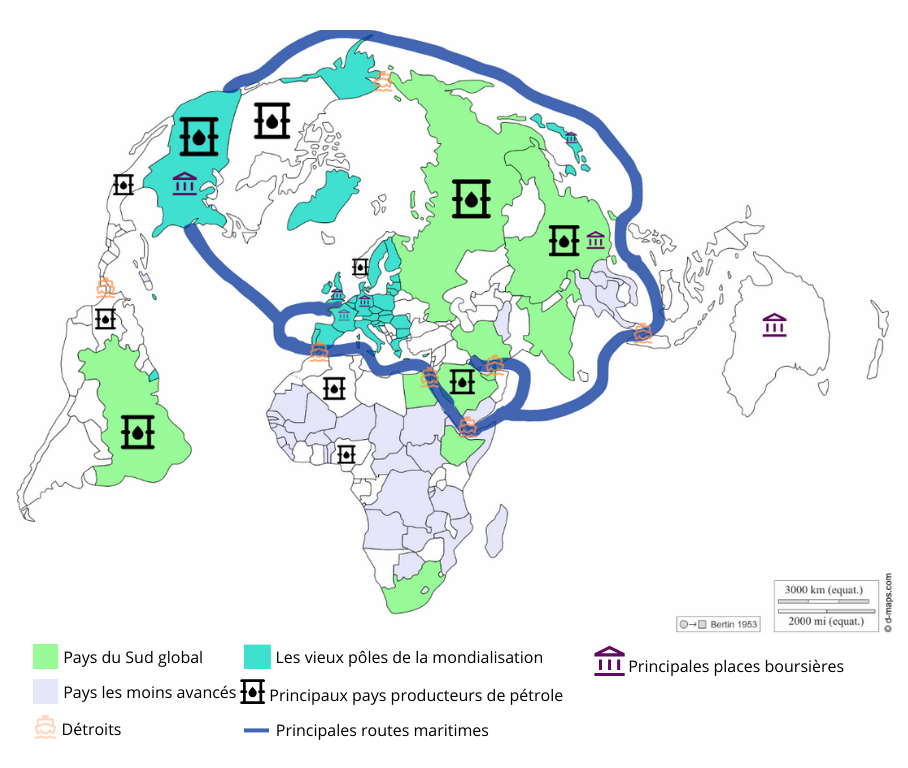 3000 km (equat.)
2000 mi (equat.)
Bertin 1953
© d-maps.com
Pays du Sud global
Les vieux pôles de la mondialisation
Principales places boursières
Pays les moins avancés
Principaux pays producteurs de pétrole
Détroits
Principales routes maritimes